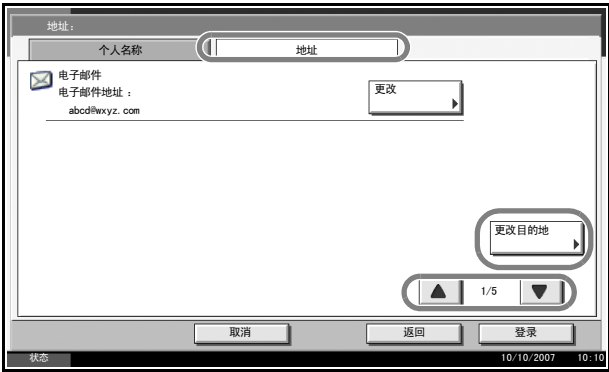 地址：
个人名称 地址
电子邮件
电子邮件地址 ：
abcd@wxyz.com
更改
更改目的地
1/5
取消 返回 登录
状态 10/10/2007 10:10